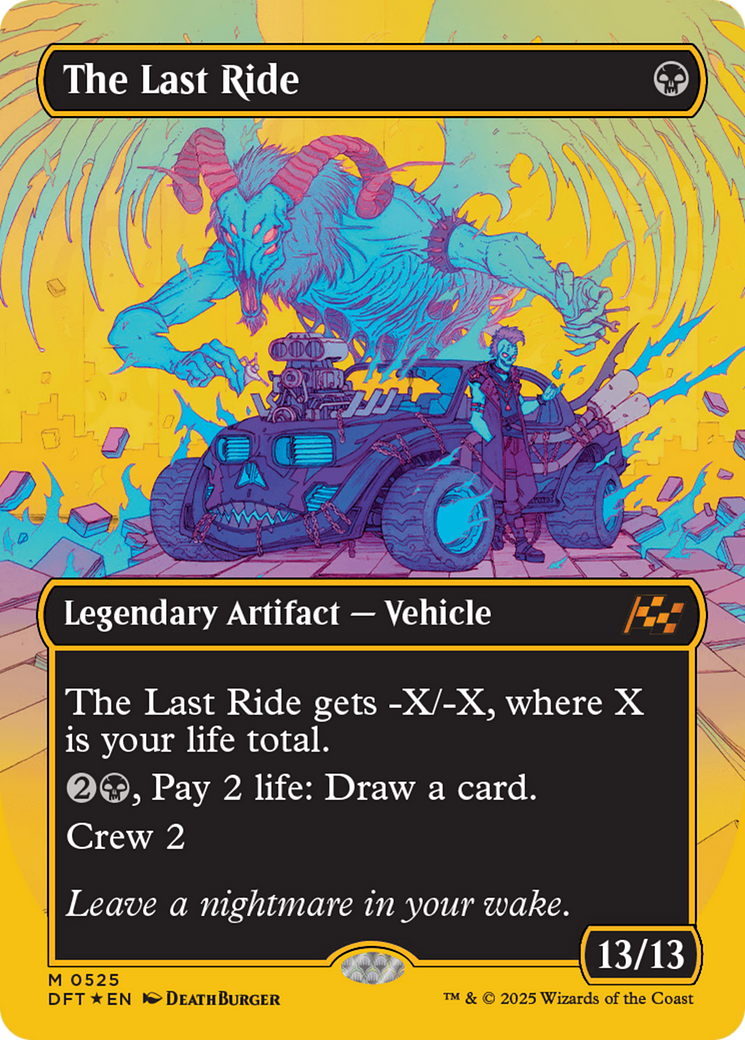 The Last Ride
Legendary Artifact — Vehicle
The Last Ride gets -X/-X, where X
is your life total.
2, Pay 2 life: Draw a card.
Crew 2
Leave a nightmare in your wake.
13/13
M 0525
DFT ★ EN DeathBurger
™ & © 2025 Wizards of the Coast